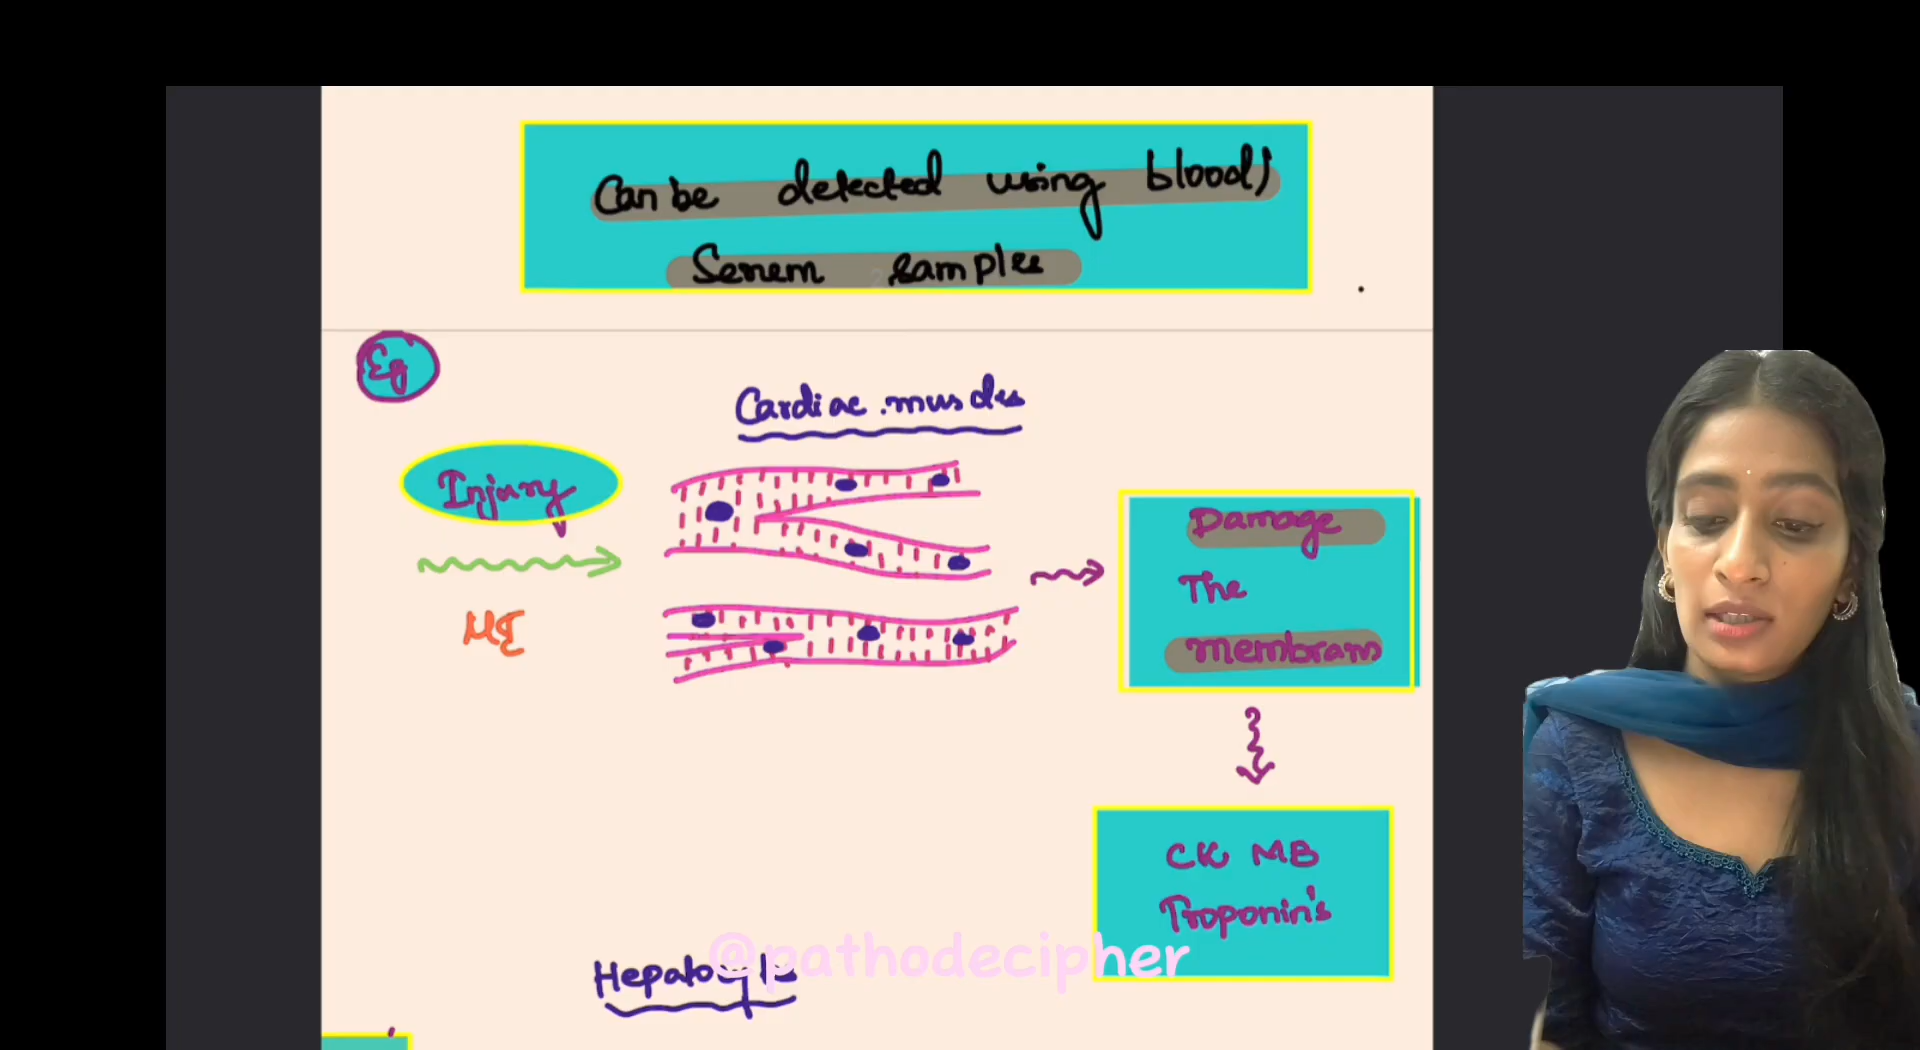 Can be detected using blood/
Serum samples
Eg
Cardiac muscles
Injury
MI
Damage
The
membrane
CK MB
Troponin's
@pathodecipher
Hepatocyte